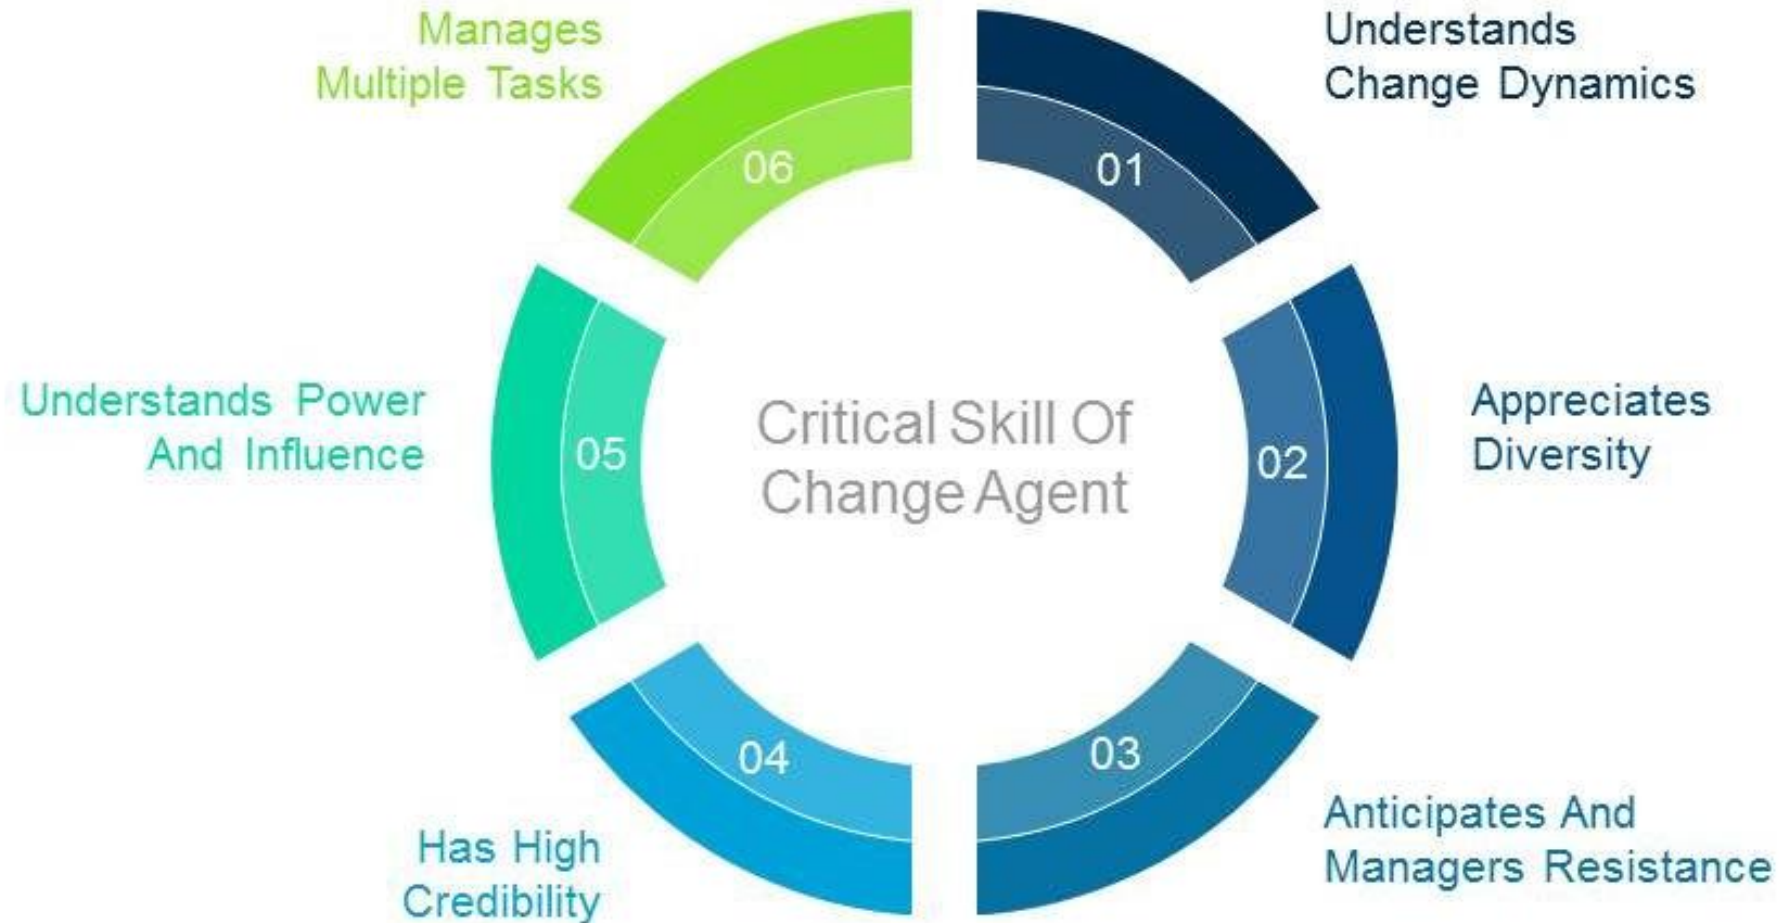 Critical Skill Of
Change Agent
01
Understands
Change Dynamics
02
Appreciates
Diversity
03
Anticipates And
Managers Resistance
04
Has High
Credibility
05
Understands Power
And Influence
06
Manages
Multiple Tasks